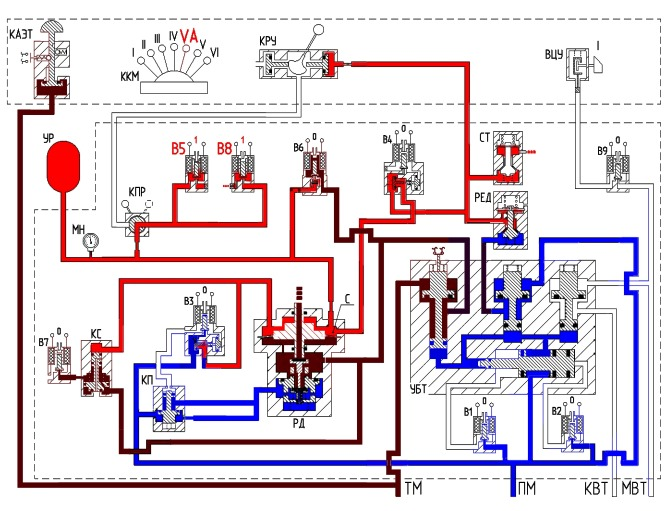 КАЭТ
I II III IV VA V VI
ККМ
КРУ
ВЦУ I
УР
МН
КПР
В5 1
В8 1
В6 0
В4 0
СТ
РЕД
В9 0
С
В7 0
КС
В3 0
КП
РД
УБТ
В1 0
В2 0
ТМ ПМ КВТ МВТ